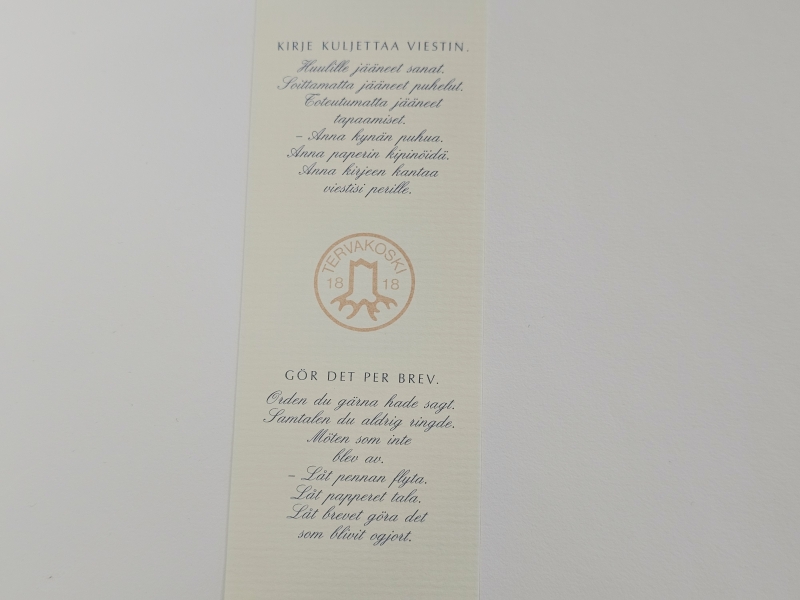 KIRJE KULJETTAA VIESTIN.
Huulille jääneet sanat.
Soittamatta jääneet puhelut.
Toteutumatta jääneet
tapaamiset.
– Anna kynän puhua.
Anna paperin kipinöidä.
Anna kirjeen kantaa
viestisi perille.
TERVAKOSKI
18 18
GÖR DET PER BREV.
Orden du gärna hade sagt.
Samtalen du aldrig ringde.
Möten som inte
blev av.
– Låt pennan flyta.
Låt papperet tala.
Låt brevet göra det
som blivit ogjort.